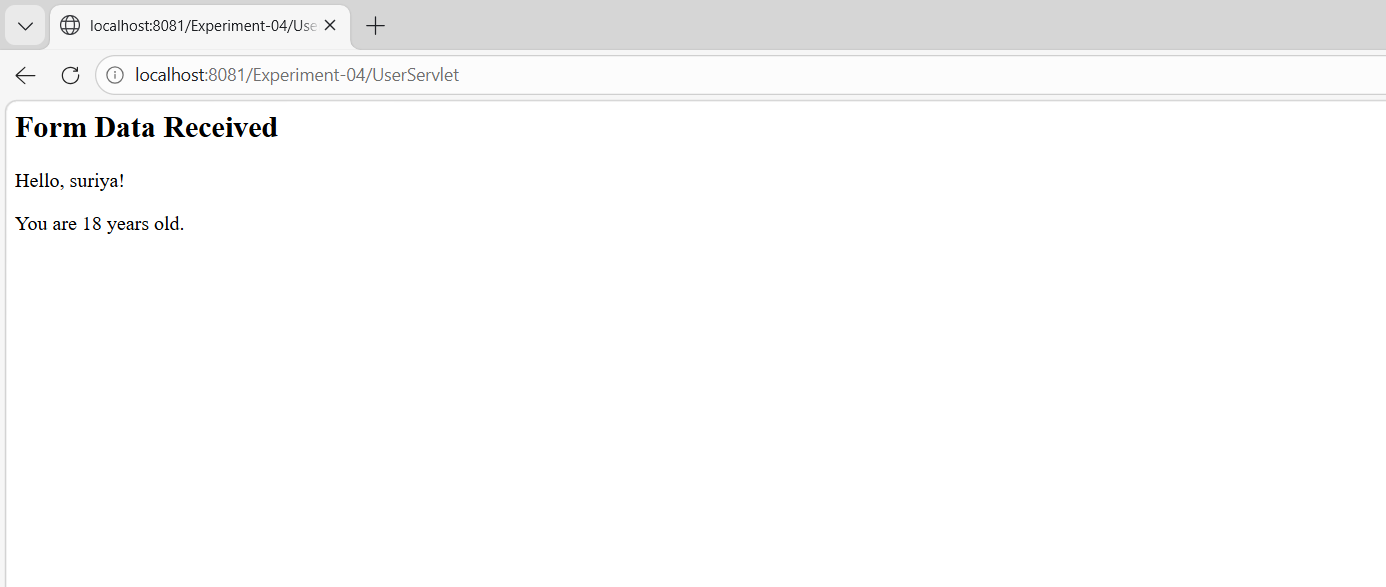 localhost:8081/Experiment-04/Use
localhost:8081/Experiment-04/UserServlet
Form Data Received
Hello, suriya!
You are 18 years old.